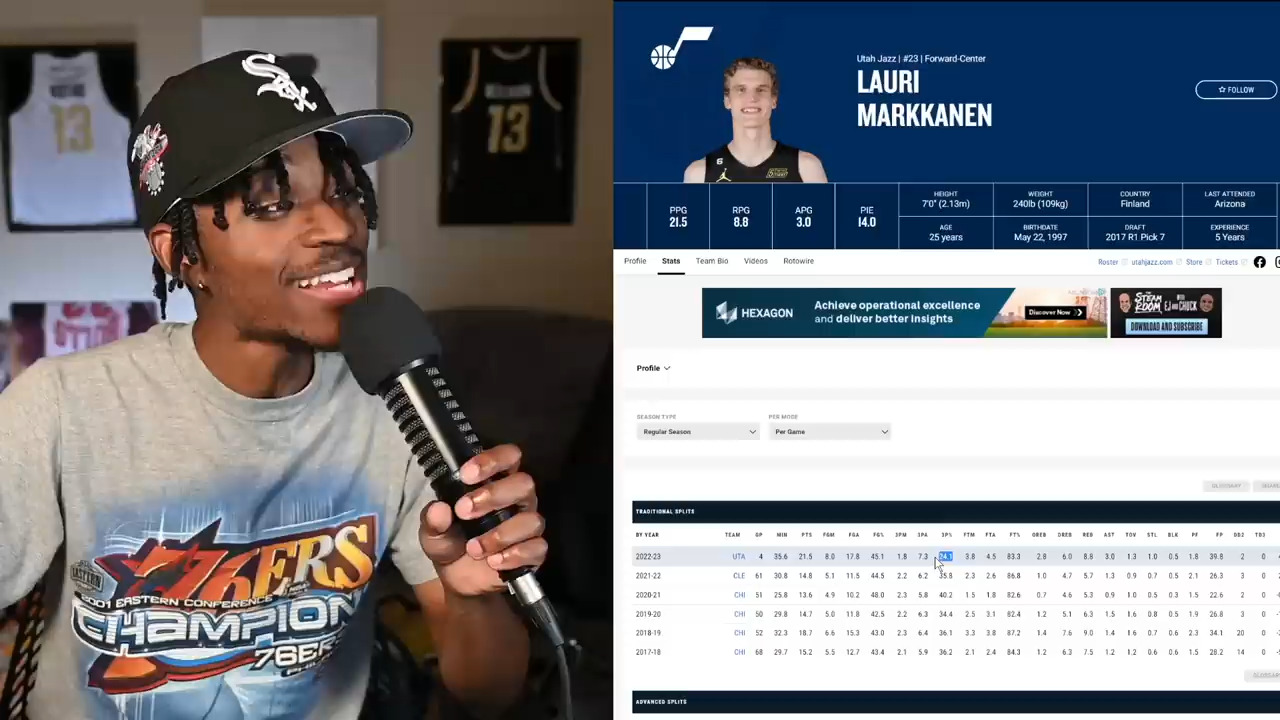 Sox
13
13
76ERS
EASTERN
2001 EASTERN CONFERENCE
CHAMPION
76ER
Utah Jazz | #23 | Forward-Center
LAURI
MARKKANEN
☆ FOLLOW
6
PPG
21.5
RPG
8.8
APG
3.0
PIE
14.0
HEIGHT
7'0" (2.13m)
WEIGHT
240lb (109kg)
COUNTRY
Finland
LAST ATTENDED
Arizona
AGE
25 years
BIRTHDATE
May 22, 1997
DRAFT
2017 R1 Pick 7
EXPERIENCE
5 Years
Profile Stats Team Bio Videos Rotowire
Roster utahjazz.com Store Tickets
HEXAGON
Achieve operational excellence
and deliver better insights
Discover Now
THE STEAM ROOM WITH EJ AND CHUCK
DOWNLOAD AND SUBSCRIBE
Profile
SEASON TYPE
Regular Season
PER MODE
Per Game
GLOSSARY
SHARE
TRADITIONAL SPLITS
BY YEAR TEAM GP MIN PTS FGM FGA FG% 3PM 3PA 3P% FTM FTA FT% OREB DREB REB AST TOV STL BLK PF FP DD2 TD3
2022-23 UTA 4 35.6 21.5 8.0 17.8 45.1 1.8 7.3 24.1 3.8 4.5 83.3 2.8 6.0 8.8 3.0 1.3 0.5 0.5 1.5 39.8 2 0
2021-22 CLE 61 30.8 14.8 5.1 11.5 44.5 2.2 6.2 35.8 2.3 2.6 86.8 1.0 4.7 5.7 1.3 0.9 0.7 0.5 2.1 26.3 3 0
2020-21 CHI 51 25.8 13.6 4.9 10.2 48.0 2.3 5.8 40.2 1.5 1.8 82.6 0.7 4.6 5.3 0.9 1.0 0.5 0.3 1.5 22.6 2 0
2019-20 CHI 50 29.8 14.7 5.0 11.8 42.5 2.2 6.3 34.4 2.5 3.1 82.4 1.2 5.1 6.3 1.5 1.6 0.8 0.5 1.9 26.8 3 0
2018-19 CHI 52 32.3 18.7 6.6 15.3 43.0 2.3 6.4 36.1 3.3 3.8 87.2 1.4 7.6 9.0 1.4 1.6 0.7 0.6 2.3 34.1 20 0
2017-18 CHI 68 29.7 15.2 5.5 12.7 43.4 2.1 5.9 36.2 2.1 2.4 84.3 1.2 6.3 7.5 1.2 1.2 0.6 0.6 1.5 28.2 14 0
GLOSSARY
ADVANCED SPLITS